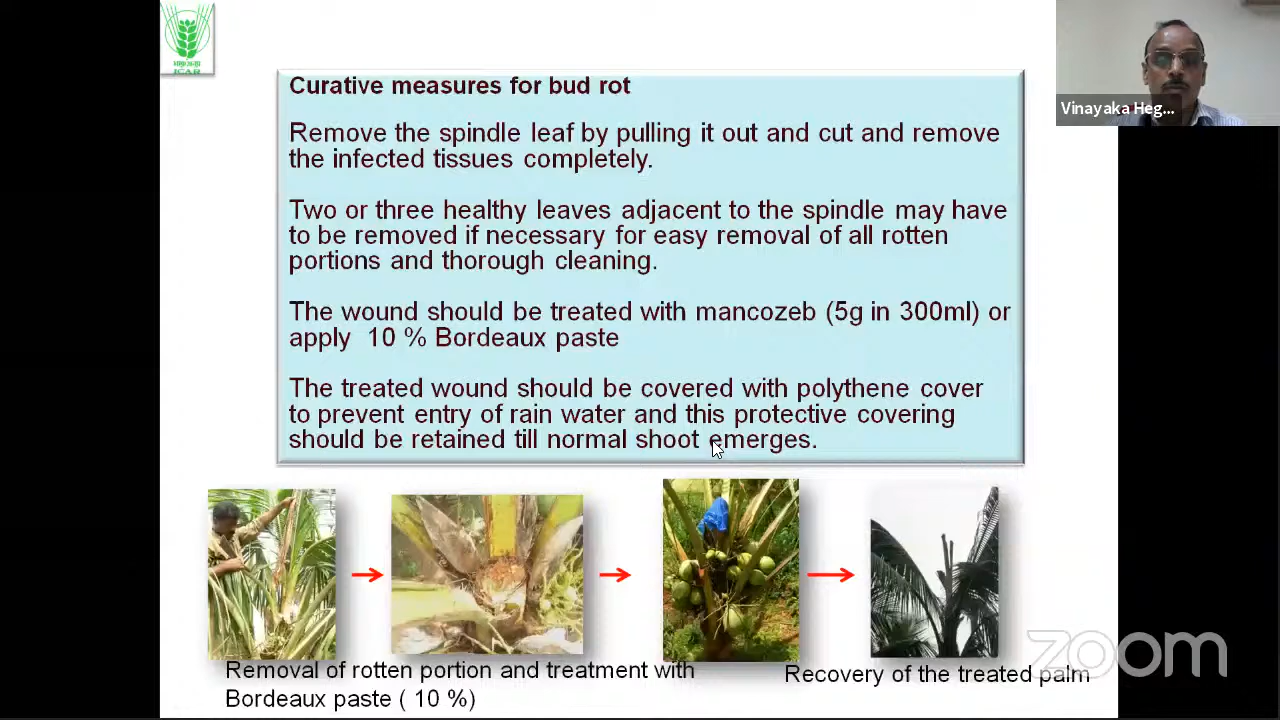 ICAR
Vinayaka Heg...
Curative measures for bud rot
Remove the spindle leaf by pulling it out and cut and remove
the infected tissues completely.
Two or three healthy leaves adjacent to the spindle may have
to be removed if necessary for easy removal of all rotten
portions and thorough cleaning.
The wound should be treated with mancozeb (5g in 300ml) or
apply 10 % Bordeaux paste
The treated wound should be covered with polythene cover
to prevent entry of rain water and this protective covering
should be retained till normal shoot emerges.
Removal of rotten portion and treatment with
Bordeaux paste ( 10 %)
Recovery of the treated palm
zoom